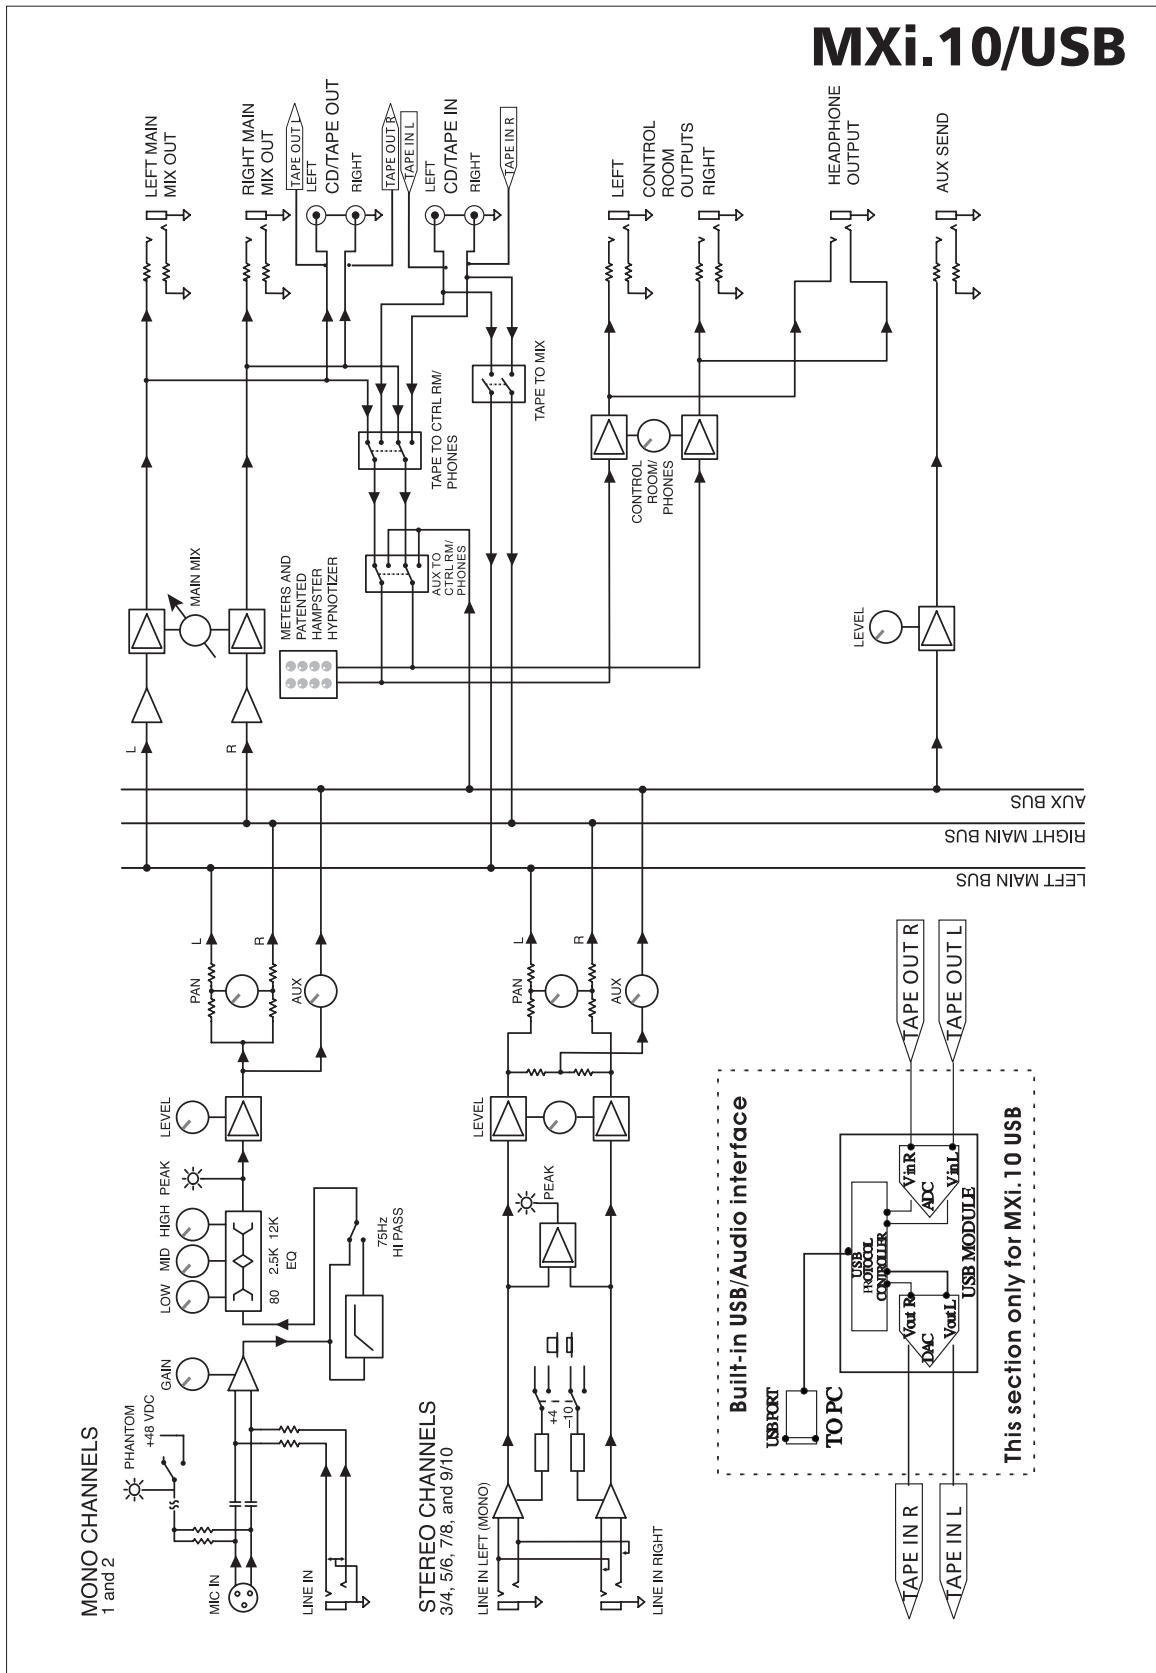 MXi.10/USB
LEFT MAIN
MIX OUT
RIGHT MAIN
MIX OUT
TAPE OUT L
LEFT
CD/TAPE OUT
RIGHT
TAPE OUT R
TAPE IN L
LEFT
CD/TAPE IN
RIGHT
TAPE IN R
LEFT
CONTROL
ROOM
OUTPUTS
RIGHT
HEADPHONE
OUTPUT
AUX SEND
TAPE TO CTRL RM/
PHONES
TAPE TO MIX
CONTROL
ROOM/
PHONES
MAIN MIX
METERS AND
PATENTED
HAMPSTER
HYPNOTIZER
AUX TO
CTRL RM/
PHONES
LEVEL
L
R
AUX BUS
RIGHT MAIN BUS
LEFT MAIN BUS
MONO CHANNELS
1 and 2
MIC IN
LINE IN
PHANTOM
+48 VDC
GAIN
LOW
MID
HIGH
PEAK
80
2.5K
12K
EQ
75Hz
HI PASS
LEVEL
PAN
L
R
AUX
STEREO CHANNELS
3/4, 5/6, 7/8, and 9/10
LINE IN LEFT (MONO)
LINE IN RIGHT
+4
–10
PEAK
LEVEL
PAN
L
R
AUX
Built-in USB/Audio interface
USB PORT
TO PC
USB
PROTOCOL
CONTROLLER
Vout R
DAC
Vout L
Vin R
ADC
Vin L
USB MODULE
This section only for MXi.10 USB
TAPE IN R
TAPE IN L
TAPE OUT R
TAPE OUT L